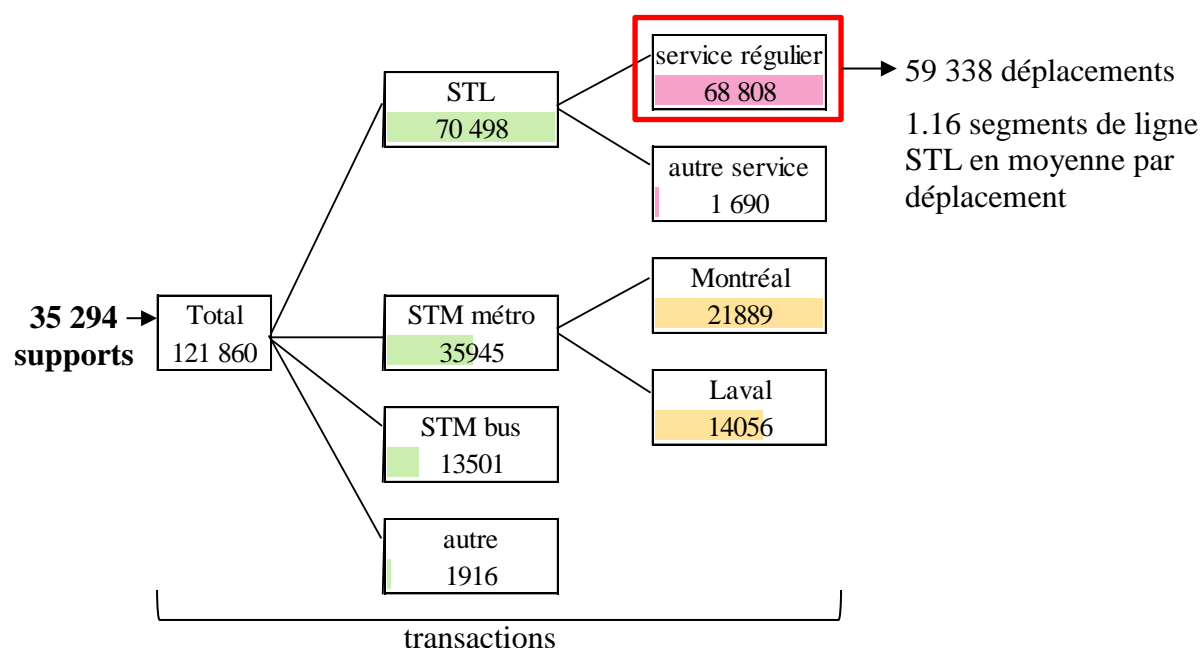 35 294
supports
Total
121 860
STL
70 498
STM métro
35945
STM bus
13501
autre
1916
service régulier
68 808
autre service
1 690
Montréal
21889
Laval
14056
59 338 déplacements
1.16 segments de ligne
STL en moyenne par
déplacement
transactions